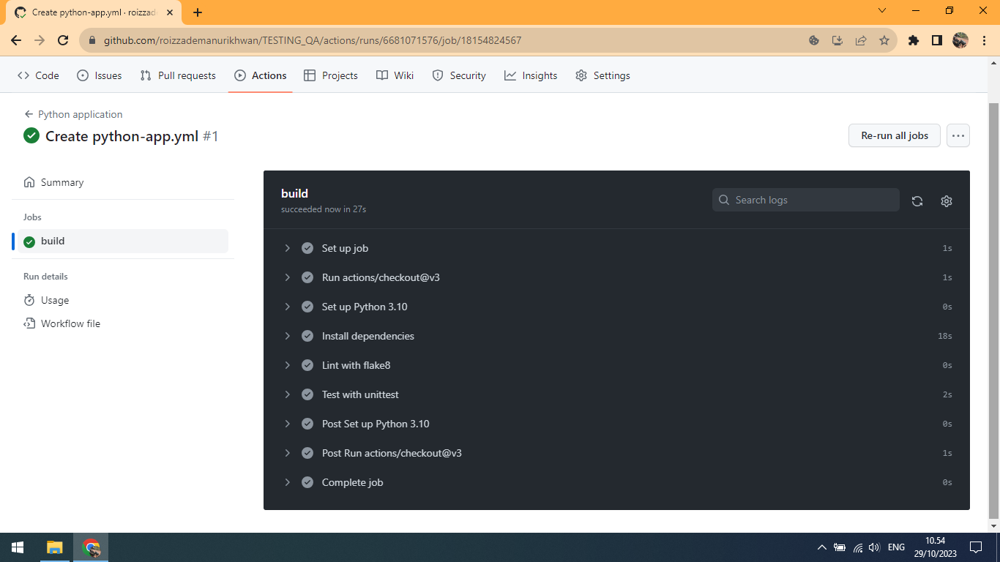 Create python-app.yml · roizzad
github.com/roizzademanurikhwan/TESTING_QA/actions/runs/6681071576/job/18154824567
Code Issues Pull requests Actions Projects Wiki Security Insights Settings
Python application
Create python-app.yml #1
Re-run all jobs
Summary
Jobs
build
Run details
Usage
Workflow file
build
succeeded now in 27s
Search logs
Set up job 1s
Run actions/checkout@v3 1s
Set up Python 3.10 0s
Install dependencies 18s
Lint with flake8 0s
Test with unittest 2s
Post Set up Python 3.10 0s
Post Run actions/checkout@v3 1s
Complete job 0s
ENG
10.54
29/10/2023